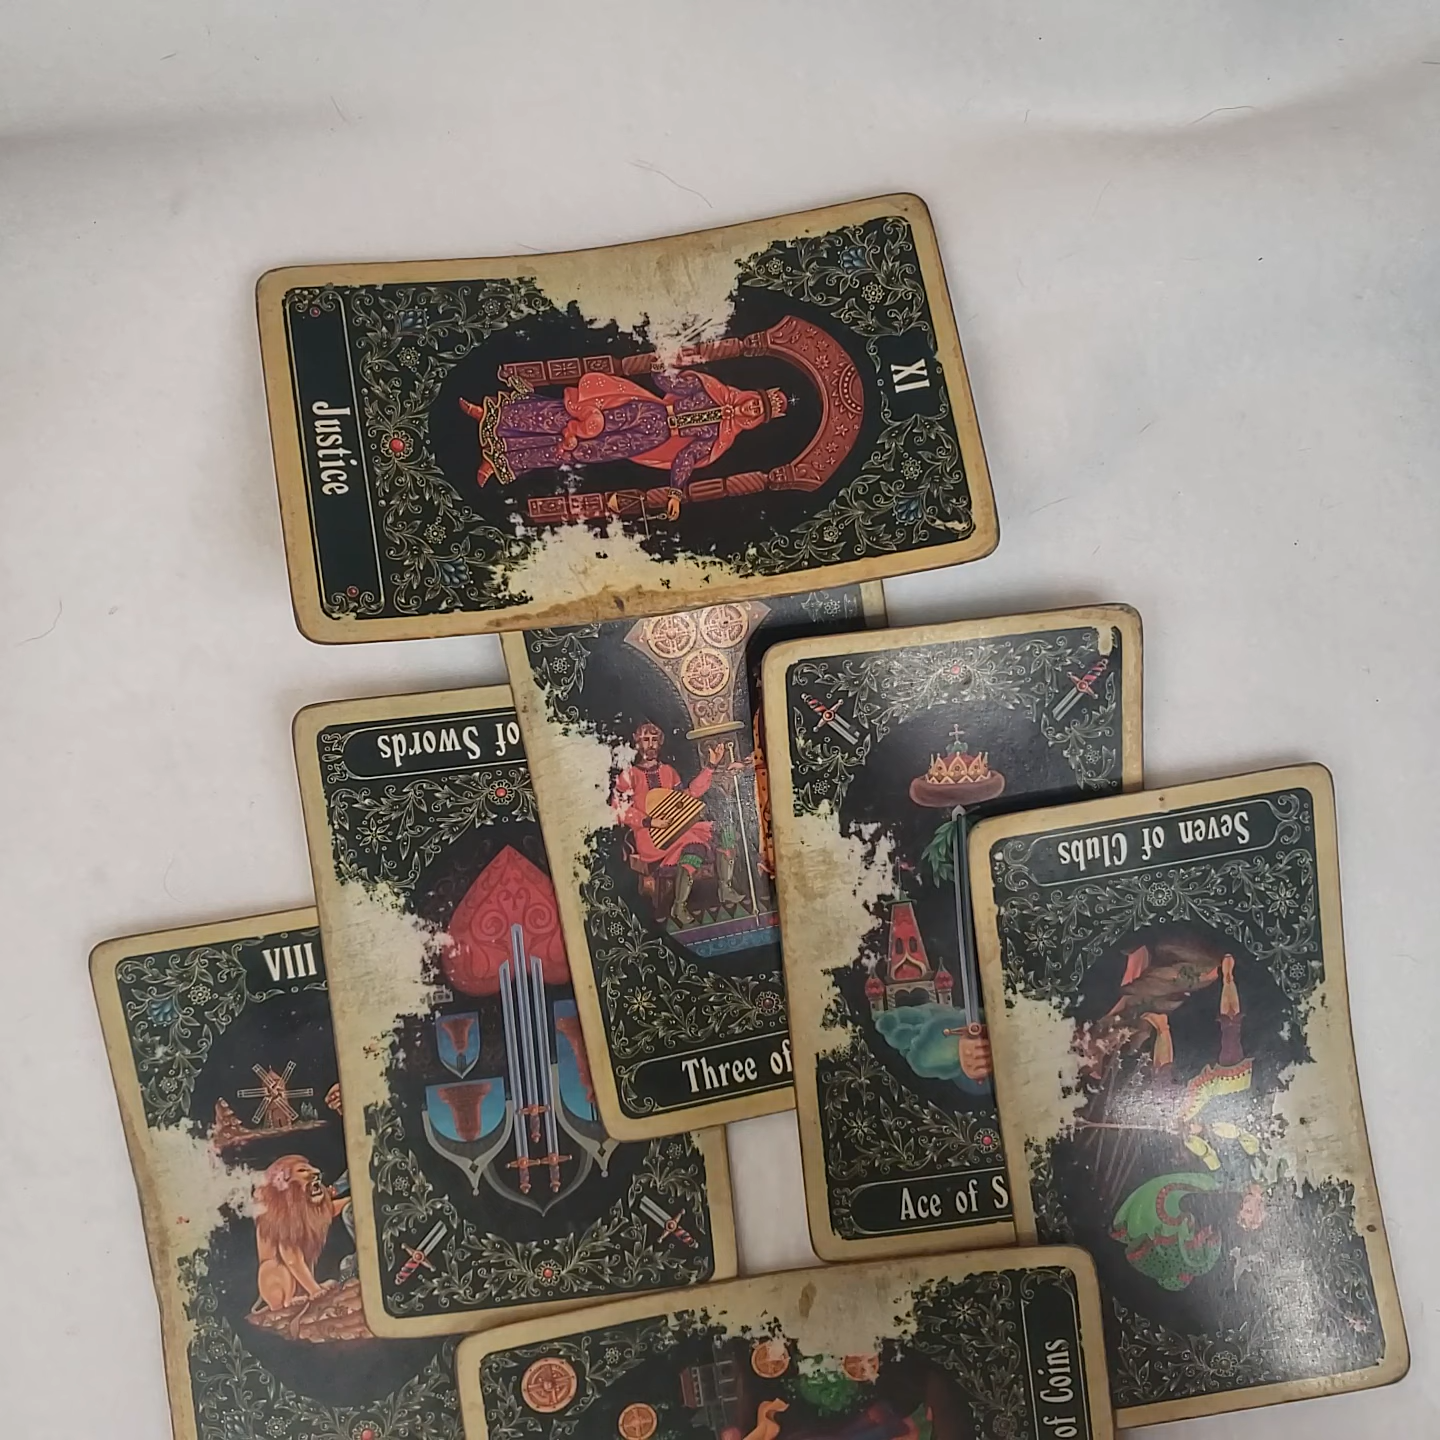 XI
Justice
of Swords
Three of
Ace of S
Seven of Clubs
VIII
of Coins